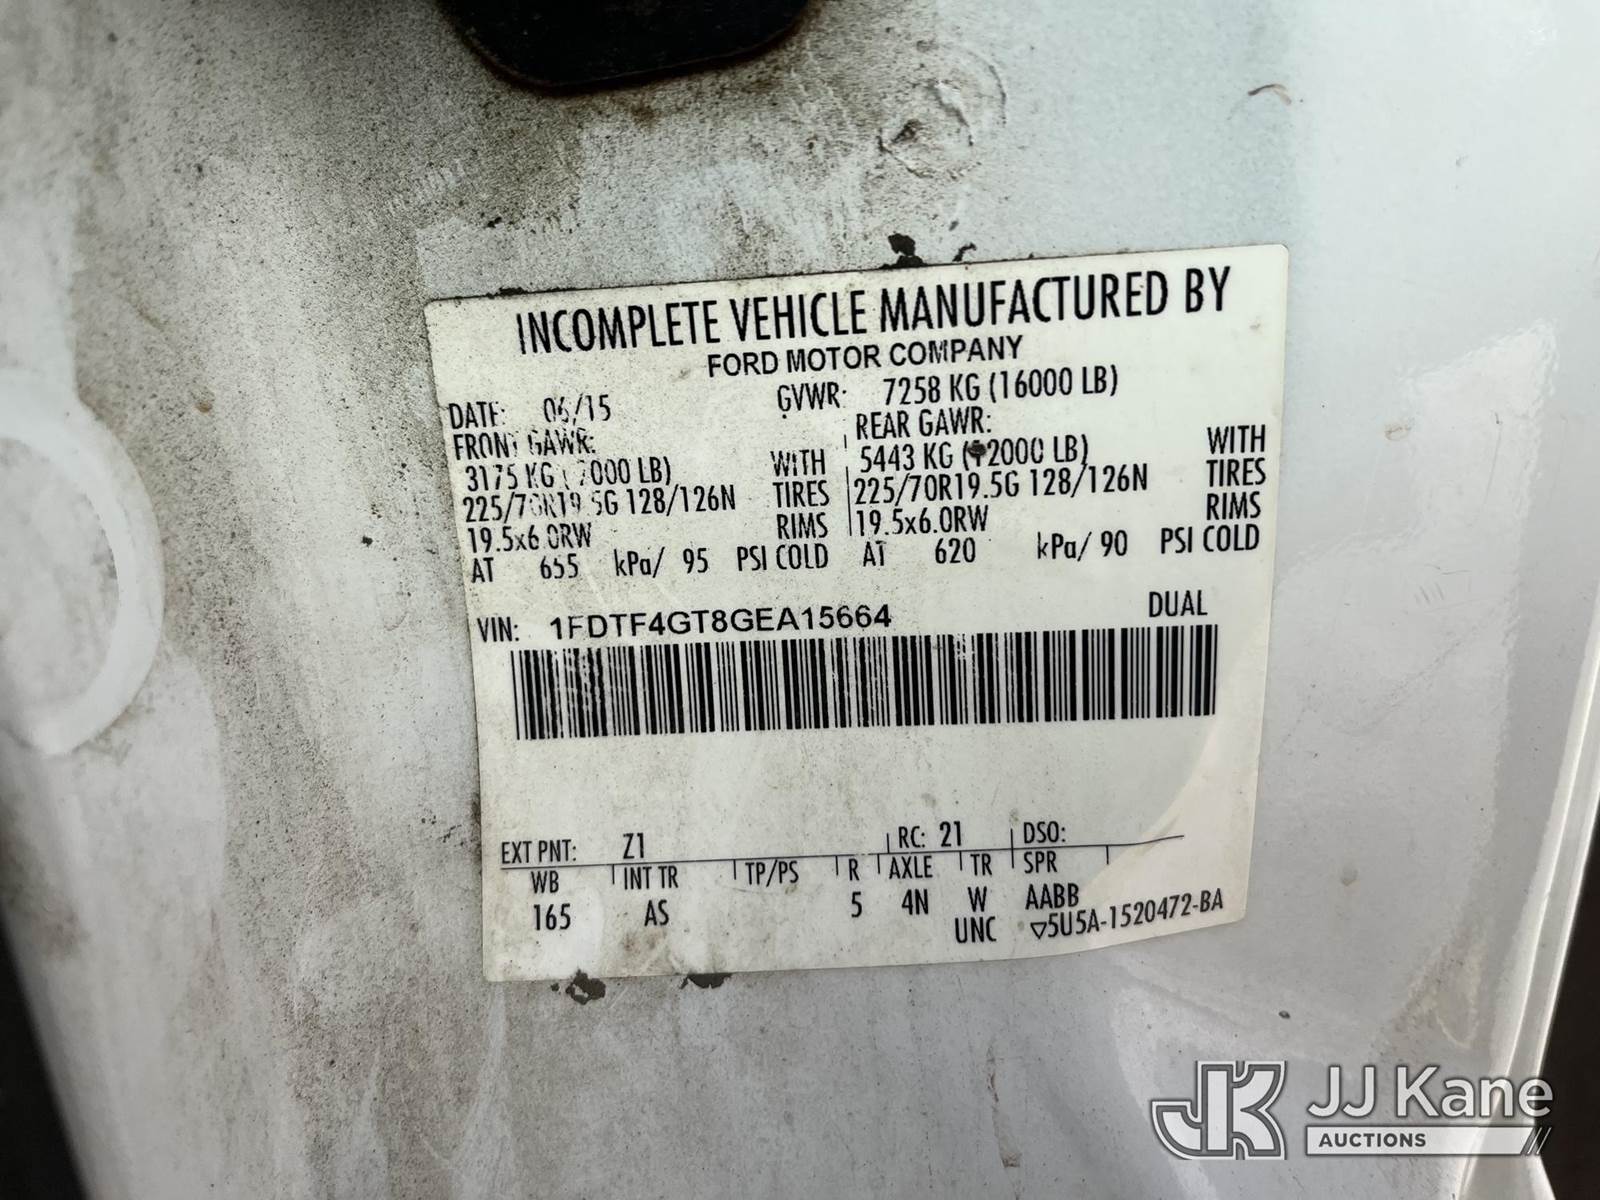 INCOMPLETE VEHICLE MANUFACTURED BY
FORD MOTOR COMPANY
DATE: 06/15 GVWR: 7258 KG (16000 LB)
FRONT GAWR: REAR GAWR:
3175 KG (7000 LB) WITH 5443 KG (12000 LB) WITH
225/70R19.5G 128/126N TIRES 225/70R19.5G 128/126N TIRES
19.5x6.0RW RIMS 19.5x6.0RW RIMS
AT 655 kPa/ 95 PSI COLD AT 620 kPa/ 90 PSI COLD
VIN: 1FDTF4GT8GEA15664 DUAL
EXT PNT: Z1 RC: 21 DSO:
WB INT TR TP/PS R AXLE TR SPR
165 AS 5 4N W AABB
UNC ▽5U5A-1520472-BA
JK JJ Kane
AUCTIONS